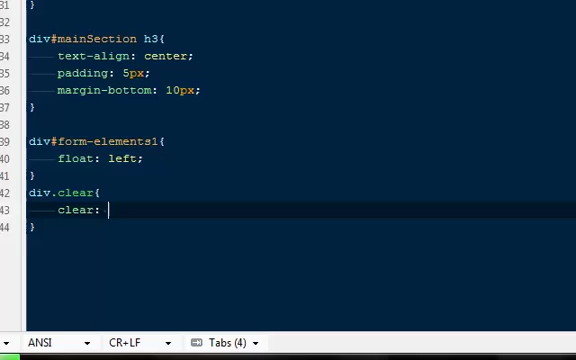 31 }
32
33 div#mainSection h3{
34 text-align: center;
35 padding: 5px;
36 margin-bottom: 10px;
37 }
38
39 div#form-elements1{
40 float: left;
41 }
42 div.clear{
43 clear:
44 }
ANSI CR+LF Tabs (4)